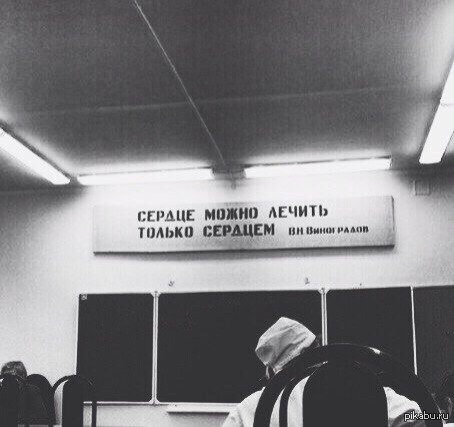 СЕРДЦЕ МОЖНО ЛЕЧИТЬ
ТОЛЬКО СЕРДЦЕМ В.Н. ВИНОГРАДОВ
pikabu.ru